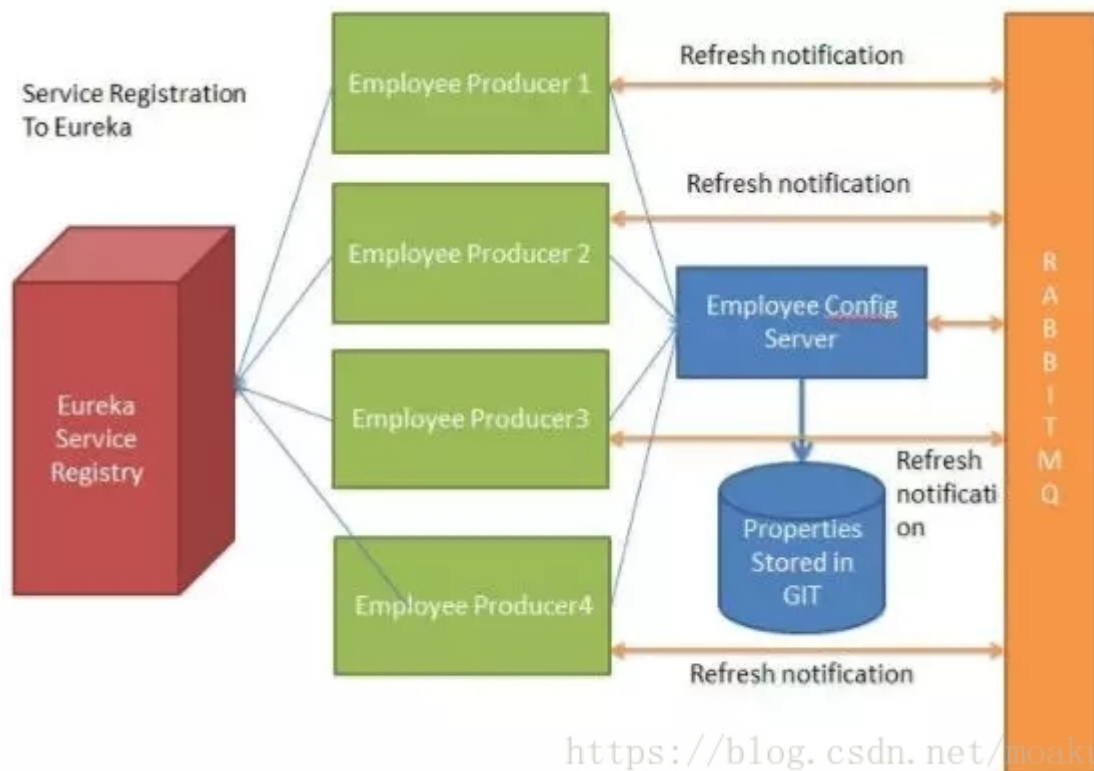 Service Registration
To Eureka
Eureka
Service
Registry
Employee Producer 1
Employee Producer 2
Employee Producer3
Employee Producer4
Refresh notification
Refresh notification
Employee Config
Server
Refresh
notificati
on
Properties
Stored in
GIT
Refresh notification
R
A
B
B
I
T
M
Q
https://blog.csdn.net/moaku